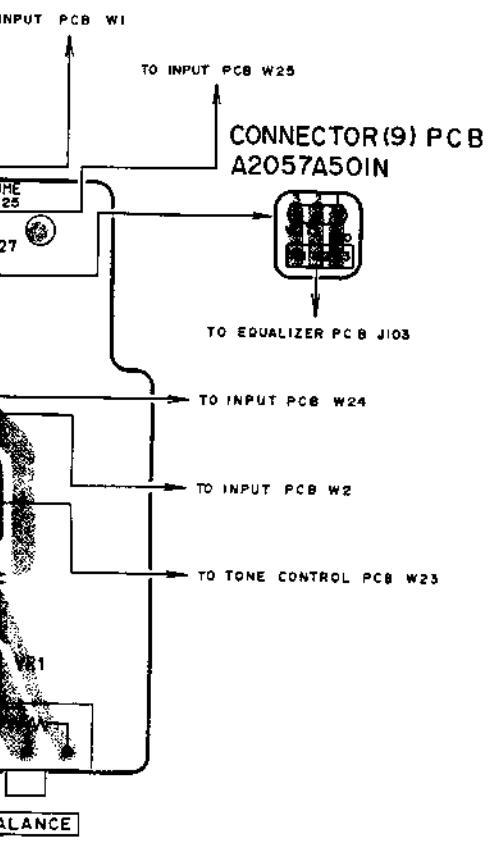 INPUT PCB W1
TO INPUT PCB W25
CONNECTOR(9) PCB
A2057A501N
25
27
TO EQUALIZER PCB J103
TO INPUT PCB W24
TO INPUT PCB W2
TO TONE CONTROL PCB W23
VR1